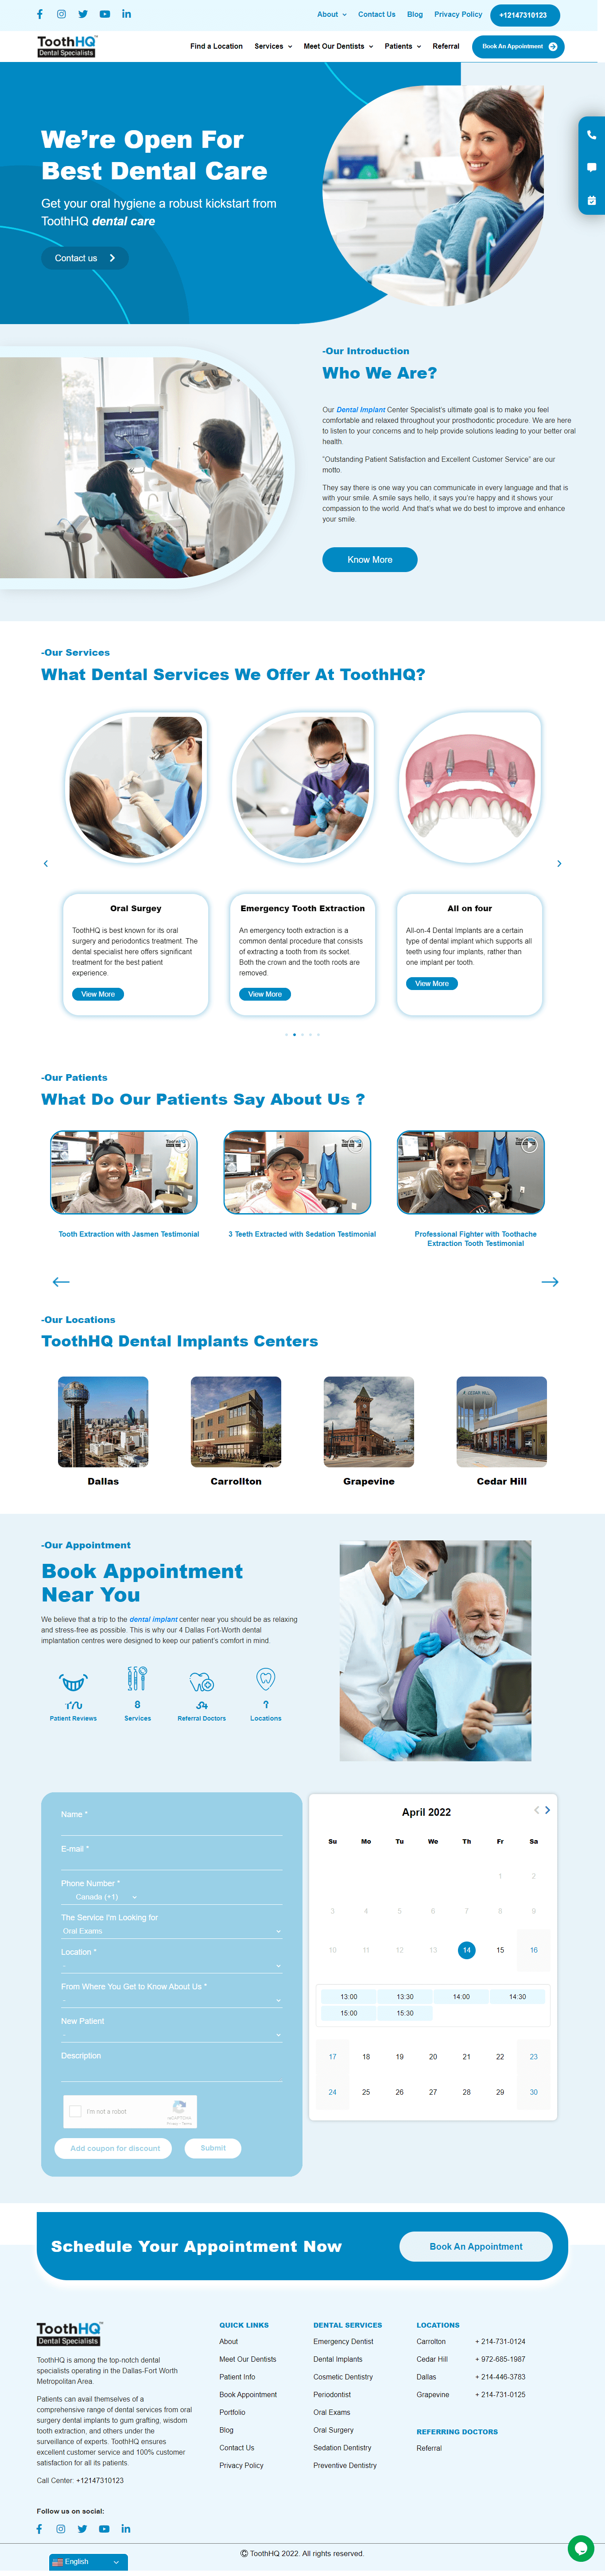 About
Contact Us
Blog
Privacy Policy
+12147310123
ToothHQ™
Dental Specialists
Find a Location
Services
Meet Our Dentists
Patients
Referral
Book An Appointment
We're Open For
Best Dental Care
Get your oral hygiene a robust kickstart from
ToothHQ dental care
Contact us
-Our Introduction
Who We Are?
Our Dental Implant Center Specialist's ultimate goal is to make you feel
comfortable and relaxed throughout your prosthodontic procedure. We are here
to listen to your concerns and to help provide solutions leading to your better oral
health.
"Outstanding Patient Satisfaction and Excellent Customer Service" are our
motto.
They say there is one way you can communicate in every language and that is
with your smile. A smile says hello, it says you're happy and it shows your
compassion to the world. And that's what we do best to improve and enhance
your smile.
Know More
-Our Services
What Dental Services We Offer At ToothHQ?
Oral Surgey
ToothHQ is best known for its oral
surgery and periodontics treatment. The
dental specialist here offers significant
treatment for the best patient
experience.
View More
Emergency Tooth Extraction
An emergency tooth extraction is a
common dental procedure that consists
of extracting a tooth from its socket.
Both the crown and the tooth roots are
removed.
View More
All on four
All-on-4 Dental Implants are a certain
type of dental implant which supports all
teeth using four implants, rather than
one implant per tooth.
View More
-Our Patients
What Do Our Patients Say About Us ?
Tooth Extraction with Jasmen Testimonial
3 Teeth Extracted with Sedation Testimonial
Professional Fighter with Toothache
Extraction Tooth Testimonial
-Our Locations
ToothHQ Dental Implants Centers
CEDAR HILL
Dallas
Carrollton
Grapevine
Cedar Hill
-Our Appointment
Book Appointment
Near You
We believe that a trip to the dental implant center near you should be as relaxing
and stress-free as possible. This is why our 4 Dallas Fort-Worth dental
implantation centres were designed to keep our patient's comfort in mind.
8
Patient Reviews
Services
Referral Doctors
Locations
Name *
E-mail *
Phone Number *
Canada (+1)
The Service I'm Looking for
Oral Exams
Location *
-
From Where You Get to Know About Us *
-
New Patient
-
Description
I'm not a robot
reCAPTCHA
Privacy - Terms
Add coupon for discount
Submit
April 2022
Su Mo Tu We Th Fr Sa
1 2
3 4 5 6 7 8 9
10 11 12 13 14 15 16
13:00 13:30 14:00 14:30
15:00 15:30
17 18 19 20 21 22 23
24 25 26 27 28 29 30
Schedule Your Appointment Now
Book An Appointment
ToothHQ™
Dental Specialists
ToothHQ is among the top-notch dental
specialists operating in the Dallas-Fort Worth
Metropolitan Area.
Patients can avail themselves of a
comprehensive range of dental services from oral
surgery dental implants to gum grafting, wisdom
tooth extraction, and others under the
surveillance of experts. ToothHQ ensures
excellent customer service and 100% customer
satisfaction for all its patients.
Call Center: +12147310123
QUICK LINKS
About
Meet Our Dentists
Patient Info
Book Appointment
Portfolio
Blog
Contact Us
Privacy Policy
DENTAL SERVICES
Emergency Dentist
Dental Implants
Cosmetic Dentistry
Periodontist
Oral Exams
Oral Surgery
Sedation Dentistry
Preventive Dentistry
LOCATIONS
Carrollton + 214-731-0124
Cedar Hill + 972-685-1987
Dallas + 214-446-3783
Grapevine + 214-731-0125
REFERRING DOCTORS
Referral
Follow us on social:
© ToothHQ 2022. All rights reserved.
English